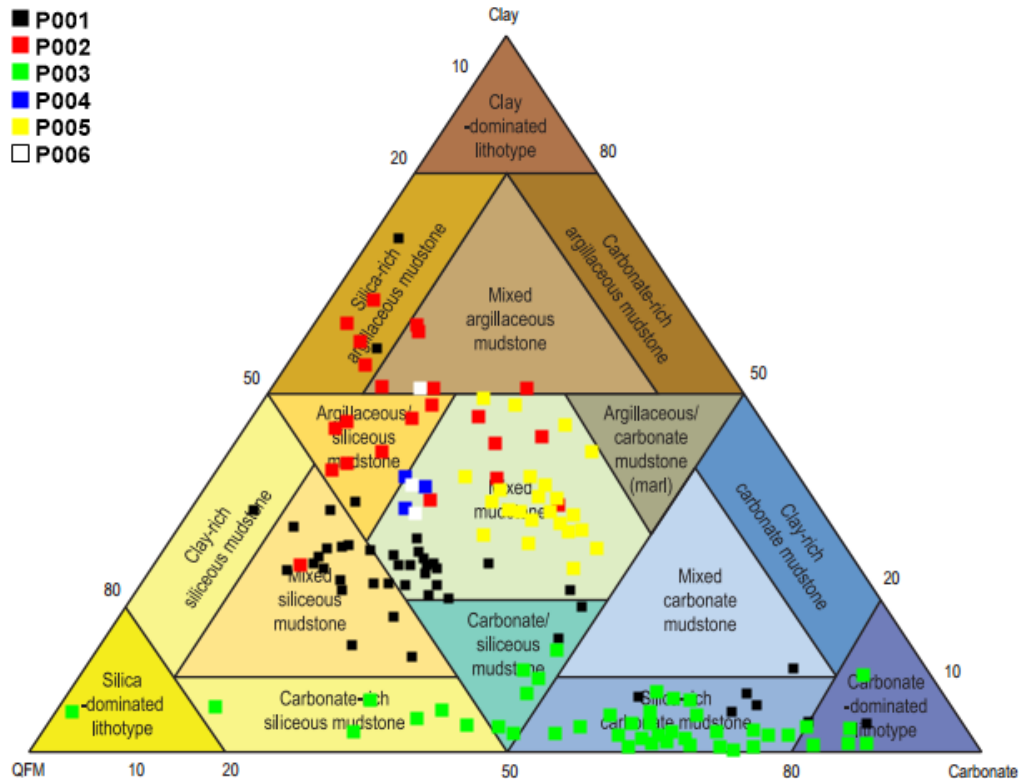 P001
P002
P003
P004
P005
P006
Clay
10
Clay
-dominated
lithotype
20
80
Silica-rich
argillaceous mudstone
Carbonate-rich
argillaceous mudstone
Mixed
argillaceous
mudstone
50
50
Argillaceous/
siliceous
mudstone
Argillaceous/
carbonate
mudstone
(marl)
Mixed
mudstone
Clay-rich
siliceous mudstone
Clay-rich
carbonate mudstone
Mixed
siliceous
mudstone
Mixed
carbonate
mudstone
80
20
Carbonate/
siliceous
mudstone
Silica
-dominated
lithotype
Carbonate-rich
siliceous mudstone
Silica-rich
carbonate mudstone
Carbonate
-dominated
lithotype
10
QFM
10
20
50
80
Carbonate